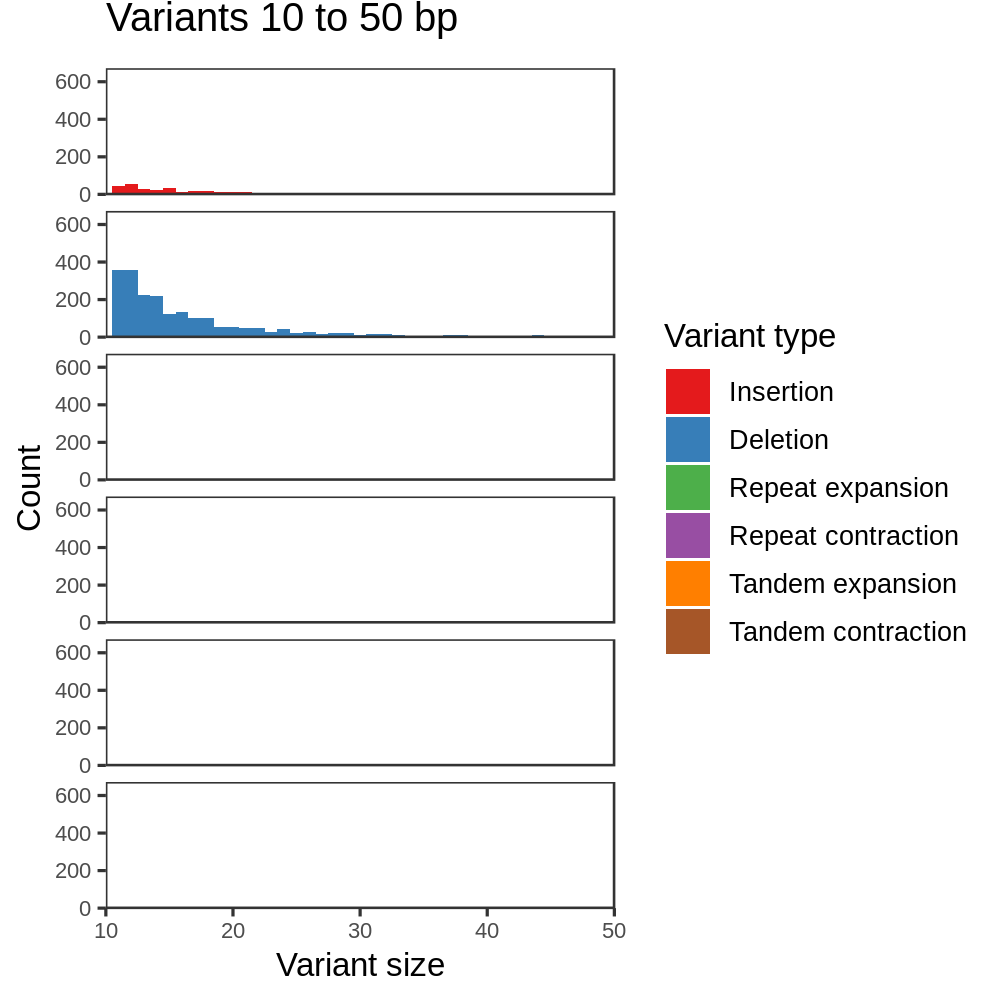 Variants 10 to 50 bp
600
400
200
0
600
400
200
0
600
400
200
0
600
400
200
0
600
400
200
0
600
400
200
0
10 20 30 40 50
Variant size
Count
Variant type
Insertion
Deletion
Repeat expansion
Repeat contraction
Tandem expansion
Tandem contraction